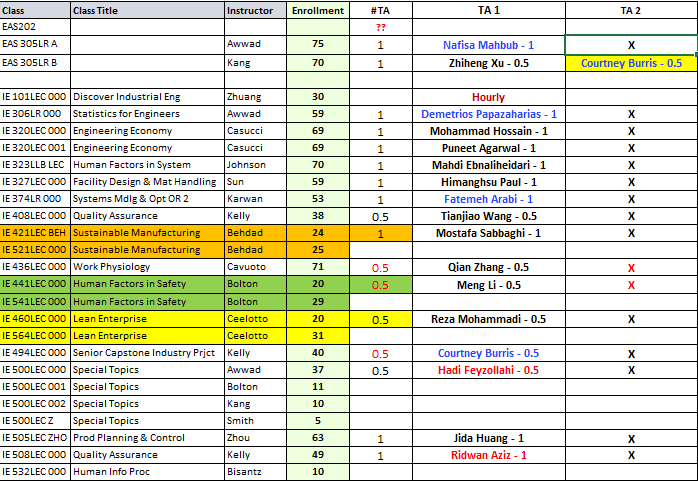 Class Class Title Instructor Enrollment #TA TA 1 TA 2
EAS202 ??
EAS 305LR A Awwad 75 1 Nafisa Mahbub - 1 X
EAS 305LR B Kang 70 1 Zhiheng Xu - 0.5 Courtney Burris - 0.5
IE 101LEC 000 Discover Industrial Eng Zhuang 30 Hourly
IE 306LR 000 Statistics for Engineers Awwad 59 1 Demetrios Papazaharias - 1 X
IE 320LEC 000 Engineering Economy Casucci 69 1 Mohammad Hossain - 1 X
IE 320LEC 001 Engineering Economy Casucci 69 1 Puneet Agarwal - 1 X
IE 323LLB LEC Human Factors in System Johnson 70 1 Mahdi Ebnaliheidari - 1 X
IE 327LEC 000 Facility Design & Mat Handling Sun 59 1 Himanghsu Paul - 1 X
IE 374LR 000 Systems Mdlg & Opt OR 2 Karwan 53 1 Fatemeh Arabi - 1 X
IE 408LEC 000 Quality Assurance Kelly 38 0.5 Tianjiao Wang - 0.5 X
IE 421LEC BEH Sustainable Manufacturing Behdad 24 1 Mostafa Sabbaghi - 1 X
IE 521LEC 000 Sustainable Manufacturing Behdad 25
IE 436LEC 000 Work Physiology Cavuoto 71 0.5 Qian Zhang - 0.5 X
IE 441LEC 000 Human Factors in Safety Bolton 20 0.5 Meng Li - 0.5 X
IE 541LEC 000 Human Factors in Safety Bolton 29
IE 460LEC 000 Lean Enterprise Ceelotto 20 0.5 Reza Mohammadi - 0.5 X
IE 564LEC 000 Lean Enterprise Ceelotto 31
IE 494LEC 000 Senior Capstone Industry Prjct Kelly 40 0.5 Courtney Burris - 0.5 X
IE 500LEC 000 Special Topics Awwad 37 0.5 Hadi Feyzollahi - 0.5 X
IE 500LEC 001 Special Topics Bolton 11
IE 500LEC 002 Special Topics Kang 10
IE 500LEC Z Special Topics Smith 5
IE 505LEC ZHO Prod Planning & Control Zhou 63 1 Jida Huang - 1 X
IE 508LEC 000 Quality Assurance Kelly 49 1 Ridwan Aziz - 1 X
IE 532LEC 000 Human Info Proc Bisantz 10